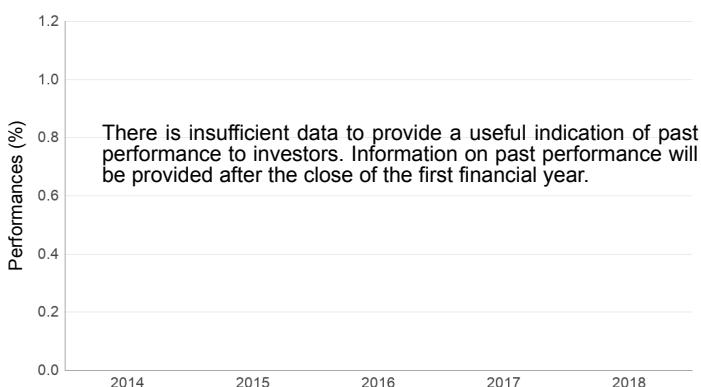 1.2
1.0
0.8
0.6
0.4
0.2
0.0
Performances (%)
There is insufficient data to provide a useful indication of past
performance to investors. Information on past performance will
be provided after the close of the first financial year.
2014 2015 2016 2017 2018